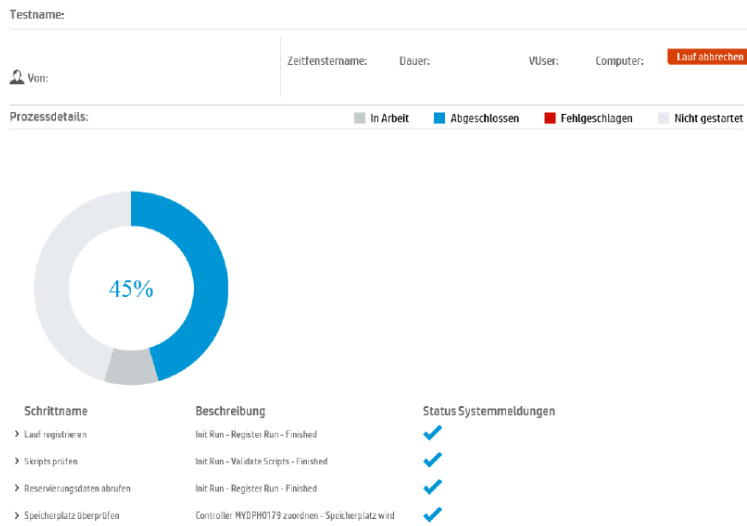 Testname:
Zeitfenstername: Dauer: VUser: Computer: Lauf abbrechen
Von:
Prozessdetails: In Arbeit Abgeschlossen Fehlgeschlagen Nicht gestartet
45%
Schrittname Beschreibung Status Systemmeldungen
Lauf registrieren Init Run - Register Run - Finished
Skripts prüfen Init Run - Validate Scripts - Finished
Reservierungsdaten abrufen Init Run - Register Run - Finished
Speicherplatz überprüfen Controller MYDPH0179 zuordnen - Speicherplatz wird